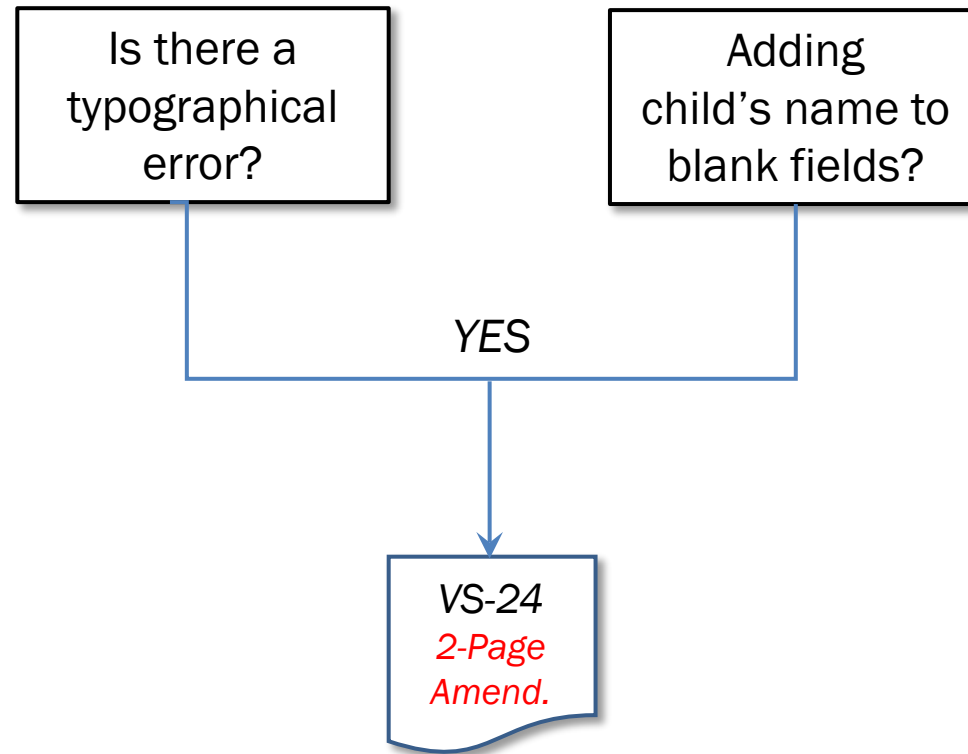 Is there a
typographical
error?
Adding
child’s name to
blank fields?
YES
VS-24
2-Page
Amend.